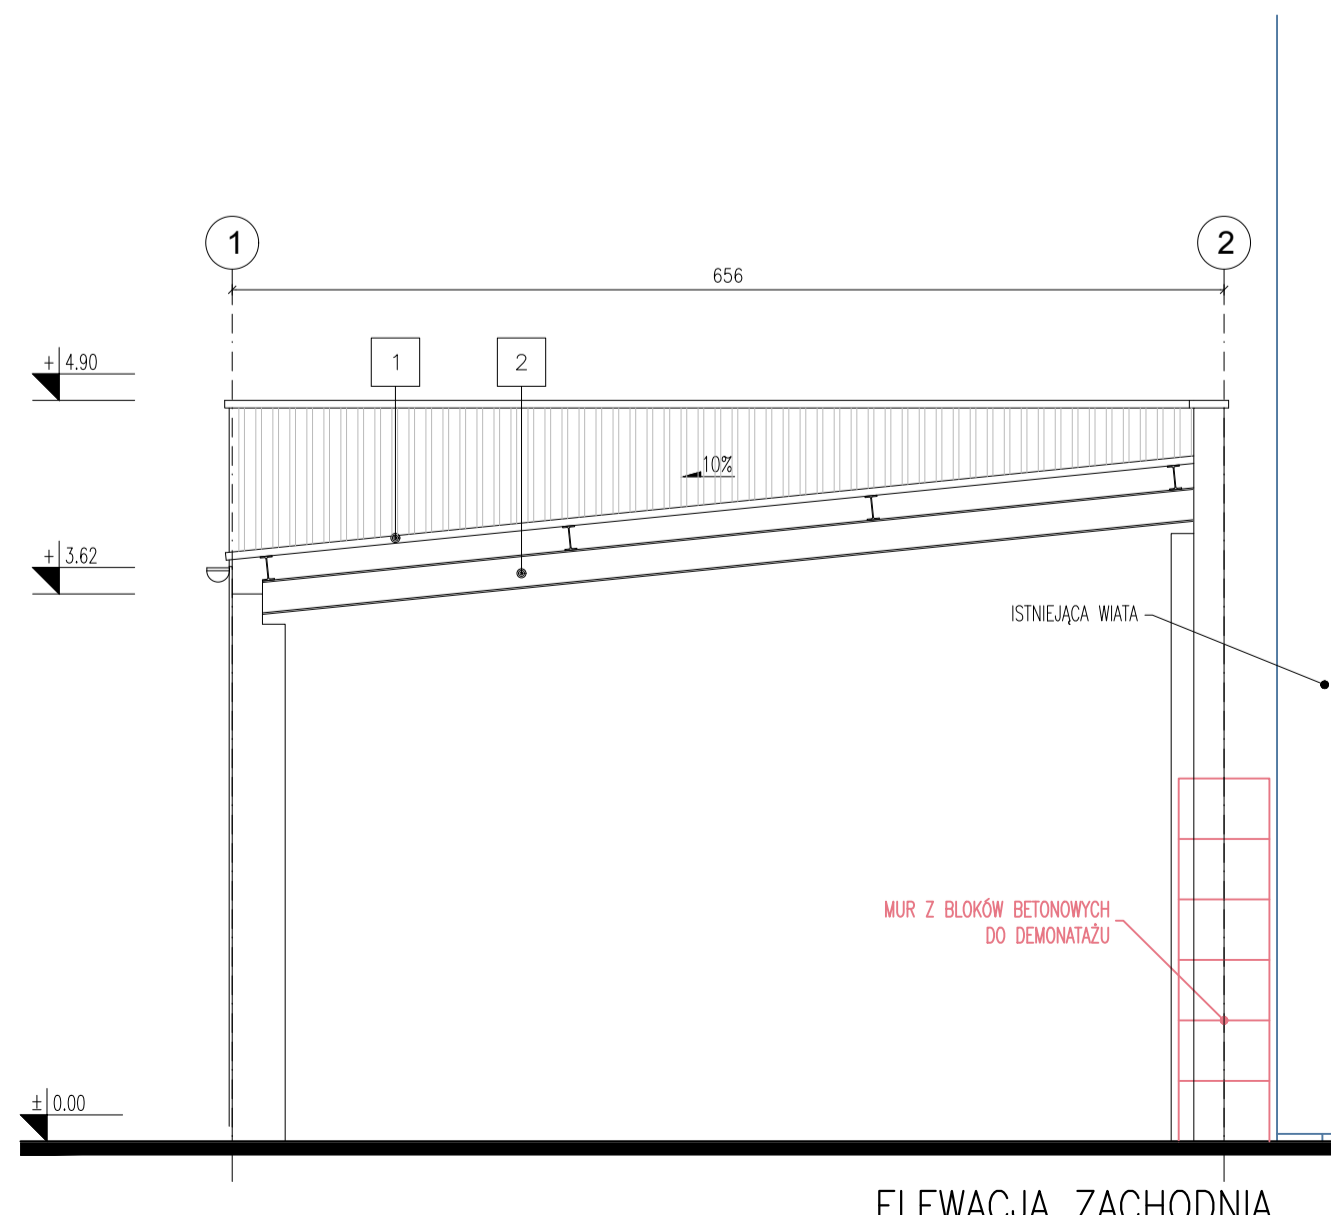 1
2
656
+ 4.90
1
2
10%
+ 3.62
ISTNIEJĄCA WIATA
MUR Z BLOKÓW BETONOWYCH
DO DEMONATAŻU
± 0.00
ELEWACJA ZACHODNIA